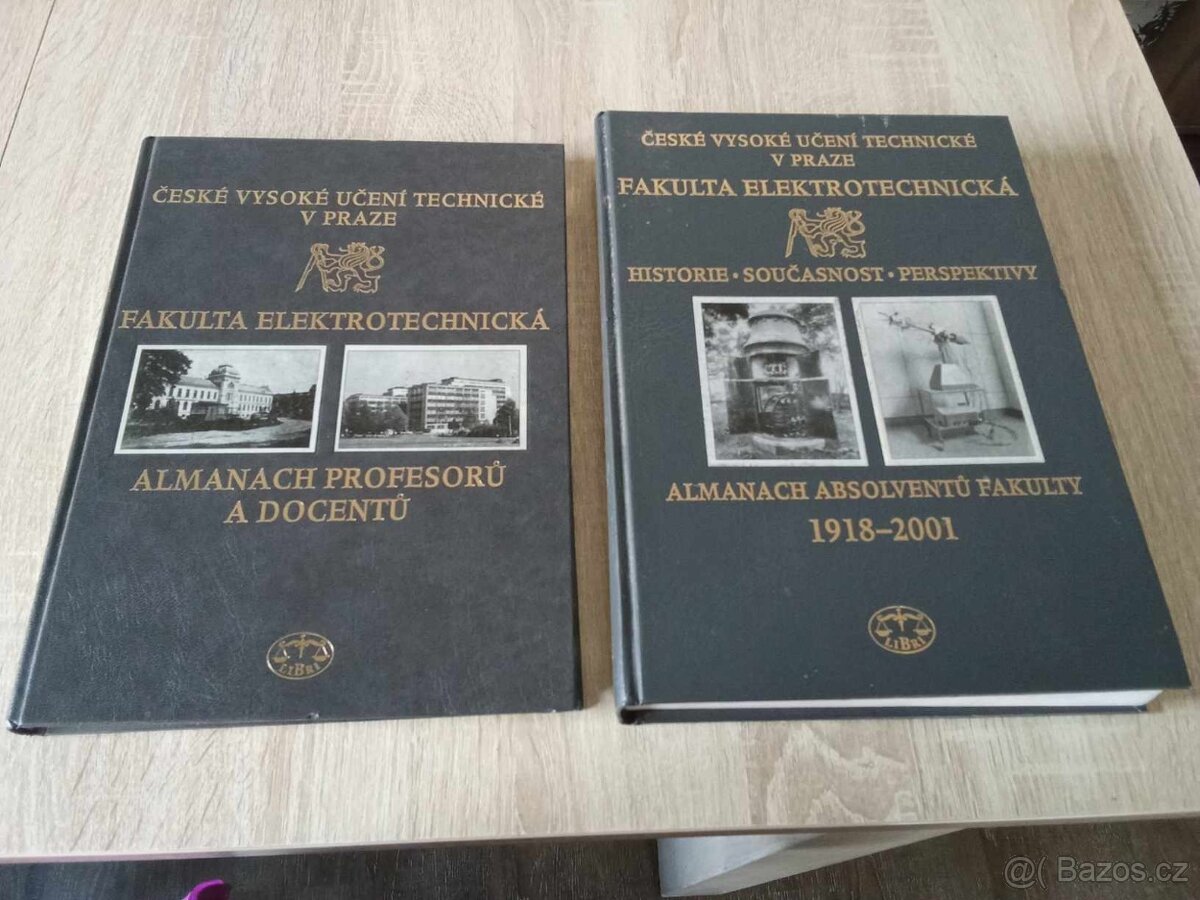 ČESKÉ VYSOKÉ UČENÍ TECHNICKÉ
V PRAZE
FAKULTA ELEKTROTECHNICKÁ
ALMANACH PROFESORŮ
A DOCENTŮ
LIBRI
ČESKÉ VYSOKÉ UČENÍ TECHNICKÉ
V PRAZE
FAKULTA ELEKTROTECHNICKÁ
HISTORIE · SOUČASNOST · PERSPEKTIVY
ALMANACH ABSOLVENTŮ FAKULTY
1918–2001
LIBRI
@( Bazos.cz